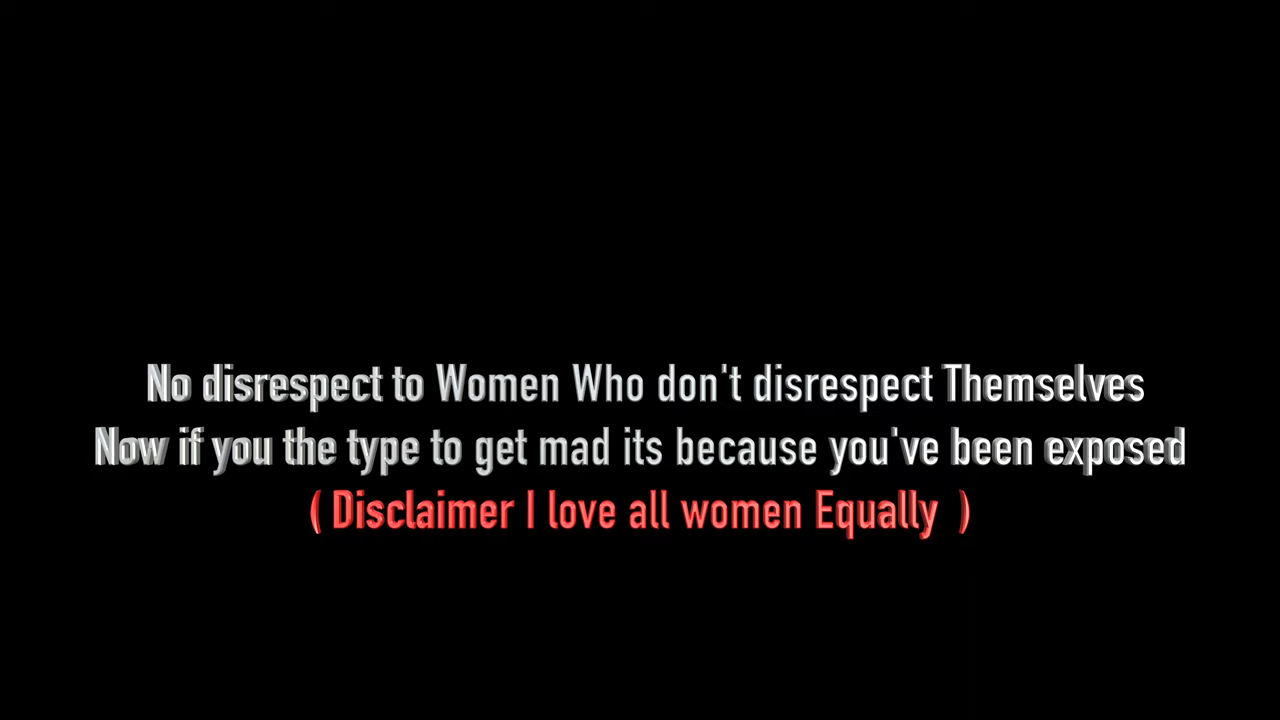 No disrespect to Women Who don't disrespect Themselves
Now if you the type to get mad its because you've been exposed
( Disclaimer I love all women Equally )